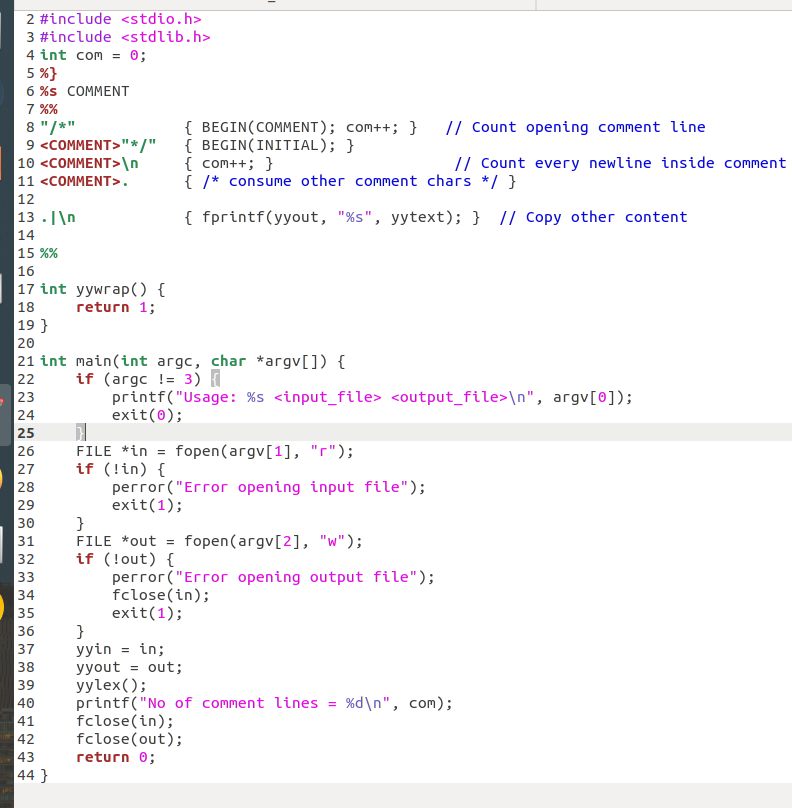 2 #include <stdio.h>
3 #include <stdlib.h>
4 int com = 0;
5 %}
6 %s COMMENT
7 %%
8 "/*"            { BEGIN(COMMENT); com++; }   // Count opening comment line
9 <COMMENT>"*/"   { BEGIN(INITIAL); }
10 <COMMENT>\n     { com++; }                    // Count every newline inside comment
11 <COMMENT>.      { /* consume other comment chars */ }
12
13 .|\n            { fprintf(yyout, "%s", yytext); }  // Copy other content
14
15 %%
16
17 int yywrap() {
18     return 1;
19 }
20
21 int main(int argc, char *argv[]) {
22     if (argc != 3) {
23         printf("Usage: %s <input_file> <output_file>\n", argv[0]);
24         exit(0);
25     }
26     FILE *in = fopen(argv[1], "r");
27     if (!in) {
28         perror("Error opening input file");
29         exit(1);
30     }
31     FILE *out = fopen(argv[2], "w");
32     if (!out) {
33         perror("Error opening output file");
34         fclose(in);
35         exit(1);
36     }
37     yyin = in;
38     yyout = out;
39     yylex();
40     printf("No of comment lines = %d\n", com);
41     fclose(in);
42     fclose(out);
43     return 0;
44 }